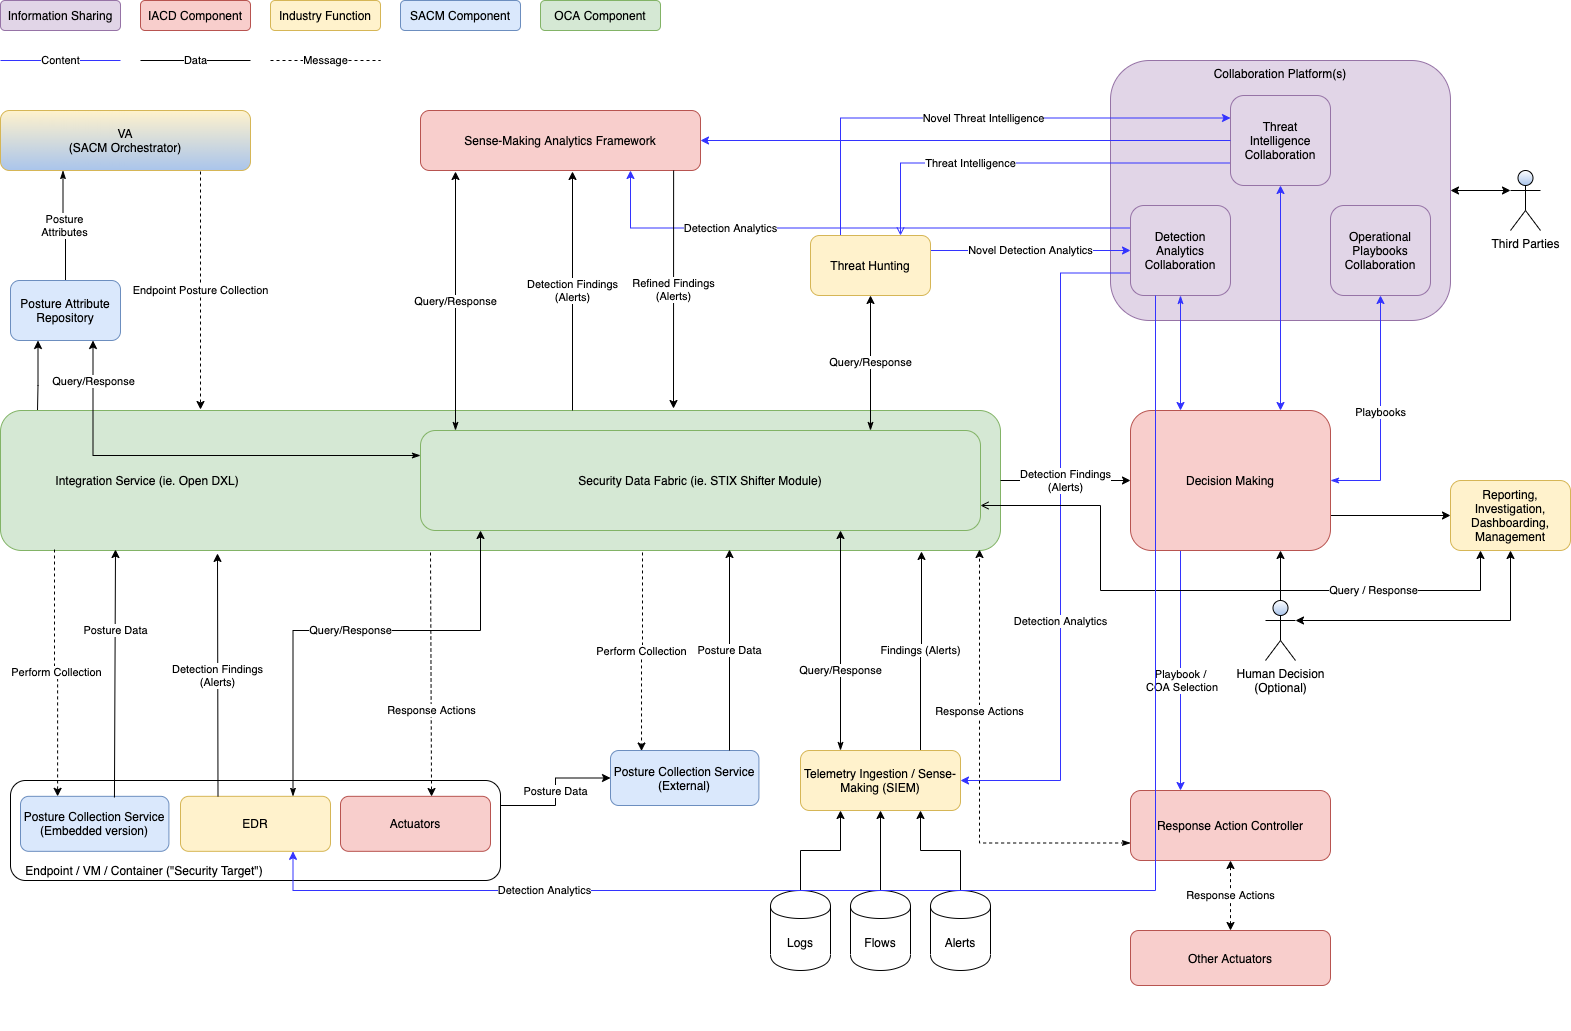 Information Sharing
IACD Component
Industry Function
SACM Component
OCA Component
Content
Data
Message
Collaboration Platform(s)
VA
(SACM Orchestrator)
Sense-Making Analytics Framework
Novel Threat Intelligence
Threat
Intelligence
Collaboration
Threat Intelligence
Posture
Attributes
Detection Analytics
Novel Detection Analytics
Detection
Analytics
Collaboration
Operational
Playbooks
Collaboration
Third Parties
Threat Hunting
Posture Attribute
Repository
Endpoint Posture Collection
Query/Response
Detection Findings
(Alerts)
Refined Findings
(Alerts)
Query/Response
Query/Response
Playbooks
Integration Service (ie. Open DXL)
Security Data Fabric (ie. STIX Shifter Module)
Detection Findings
(Alerts)
Decision Making
Reporting,
Investigation,
Dashboarding,
Management
Query / Response
Perform Collection
Posture Data
Detection Findings
(Alerts)
Query/Response
Response Actions
Perform Collection
Posture Data
Query/Response
Findings (Alerts)
Response Actions
Detection Analytics
Playbook /
COA Selection
Human Decision
(Optional)
Posture Collection Service
(Embedded version)
EDR
Actuators
Endpoint / VM / Container ("Security Target")
Posture Data
Posture Collection Service
(External)
Telemetry Ingestion / Sense-
Making (SIEM)
Response Action Controller
Detection Analytics
Response Actions
Logs
Flows
Alerts
Other Actuators